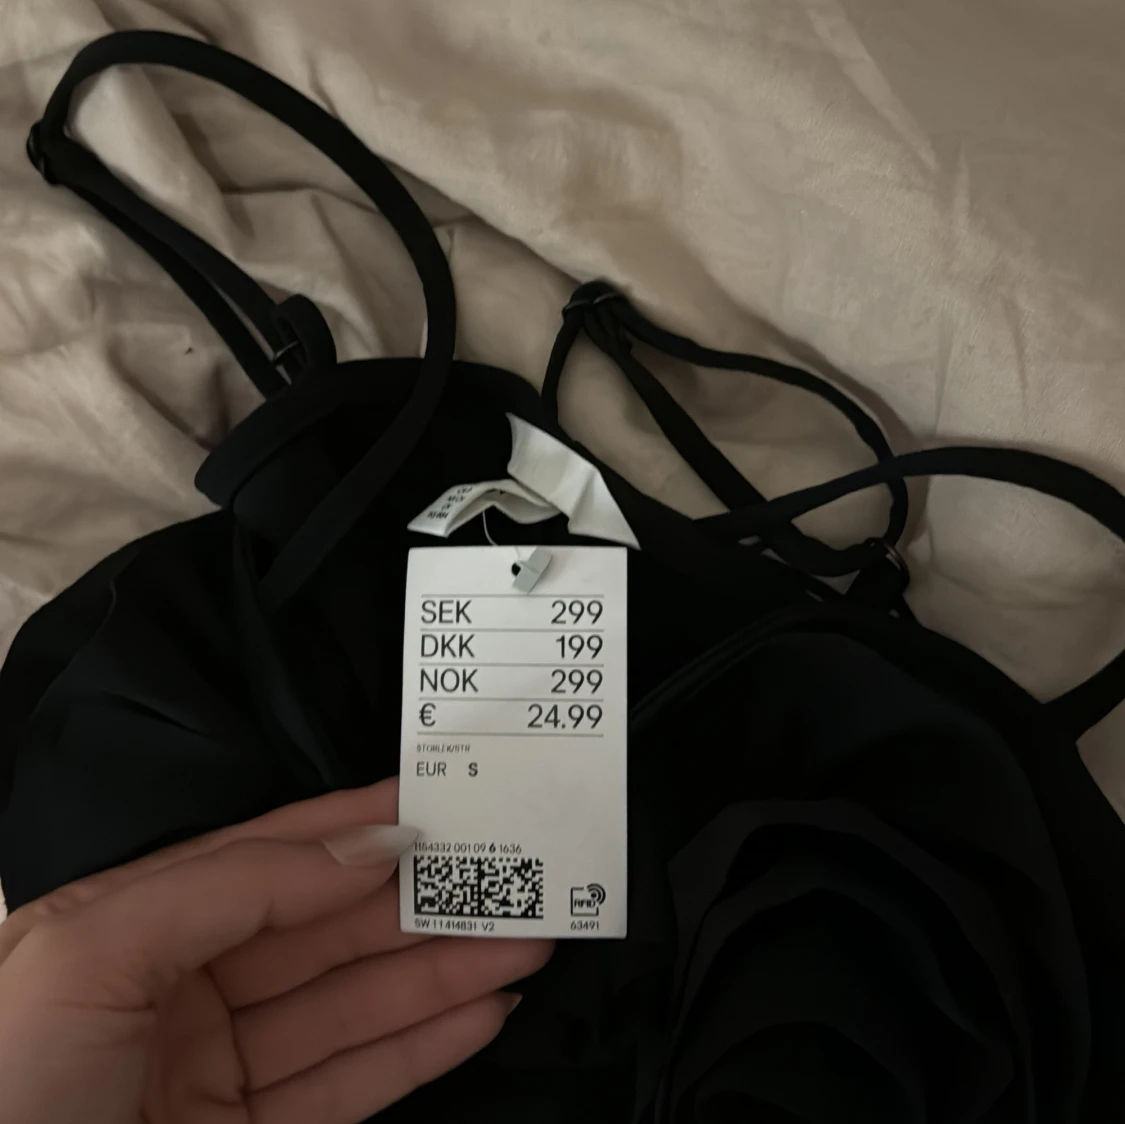 SEK 299
DKK 199
NOK 299
€ 24.99
STORLEK/STR
EUR S
1164332 001 09 6 1636
RFID
SW 11414831 V2
63491